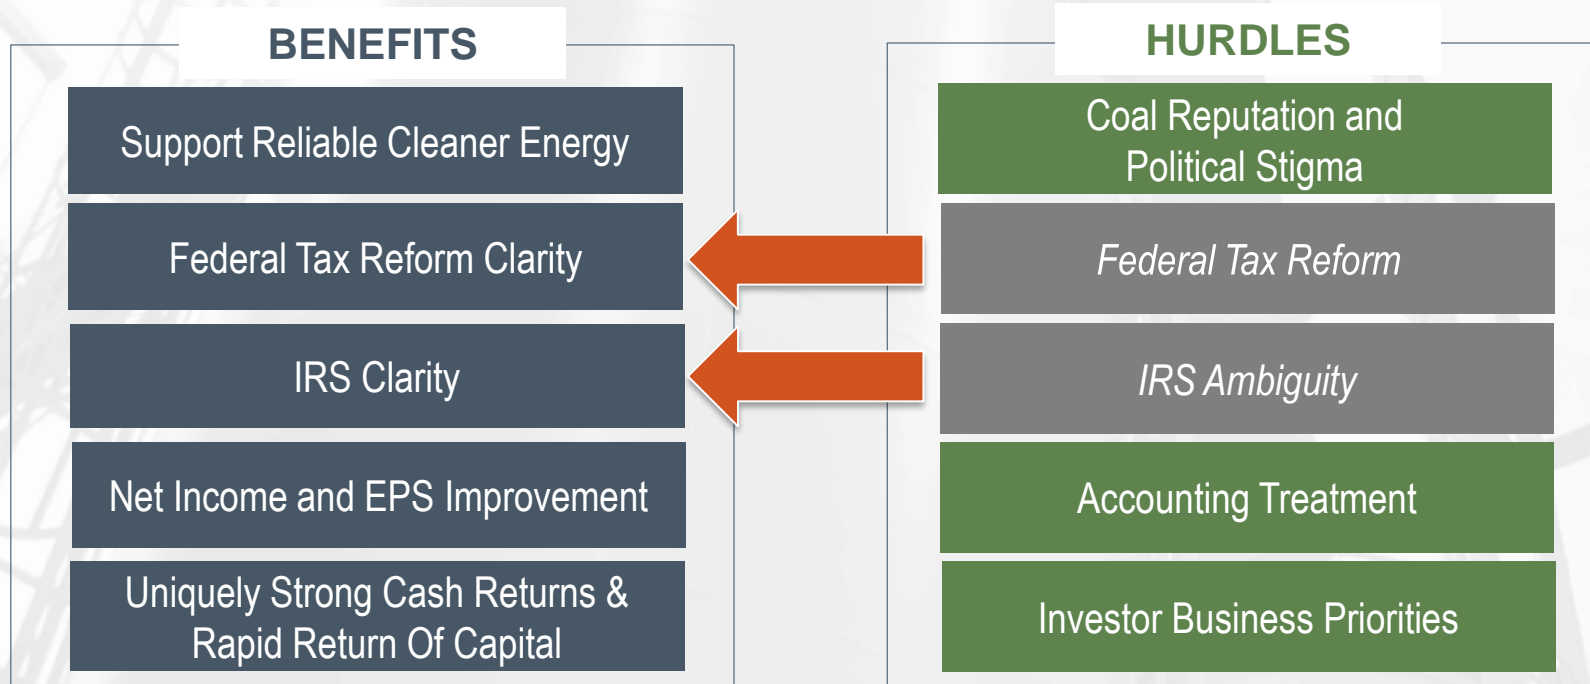 BENEFITS
Support Reliable Cleaner Energy
Federal Tax Reform Clarity
IRS Clarity
Net Income and EPS Improvement
Uniquely Strong Cash Returns &
Rapid Return Of Capital
HURDLES
Coal Reputation and
Political Stigma
Federal Tax Reform
IRS Ambiguity
Accounting Treatment
Investor Business Priorities